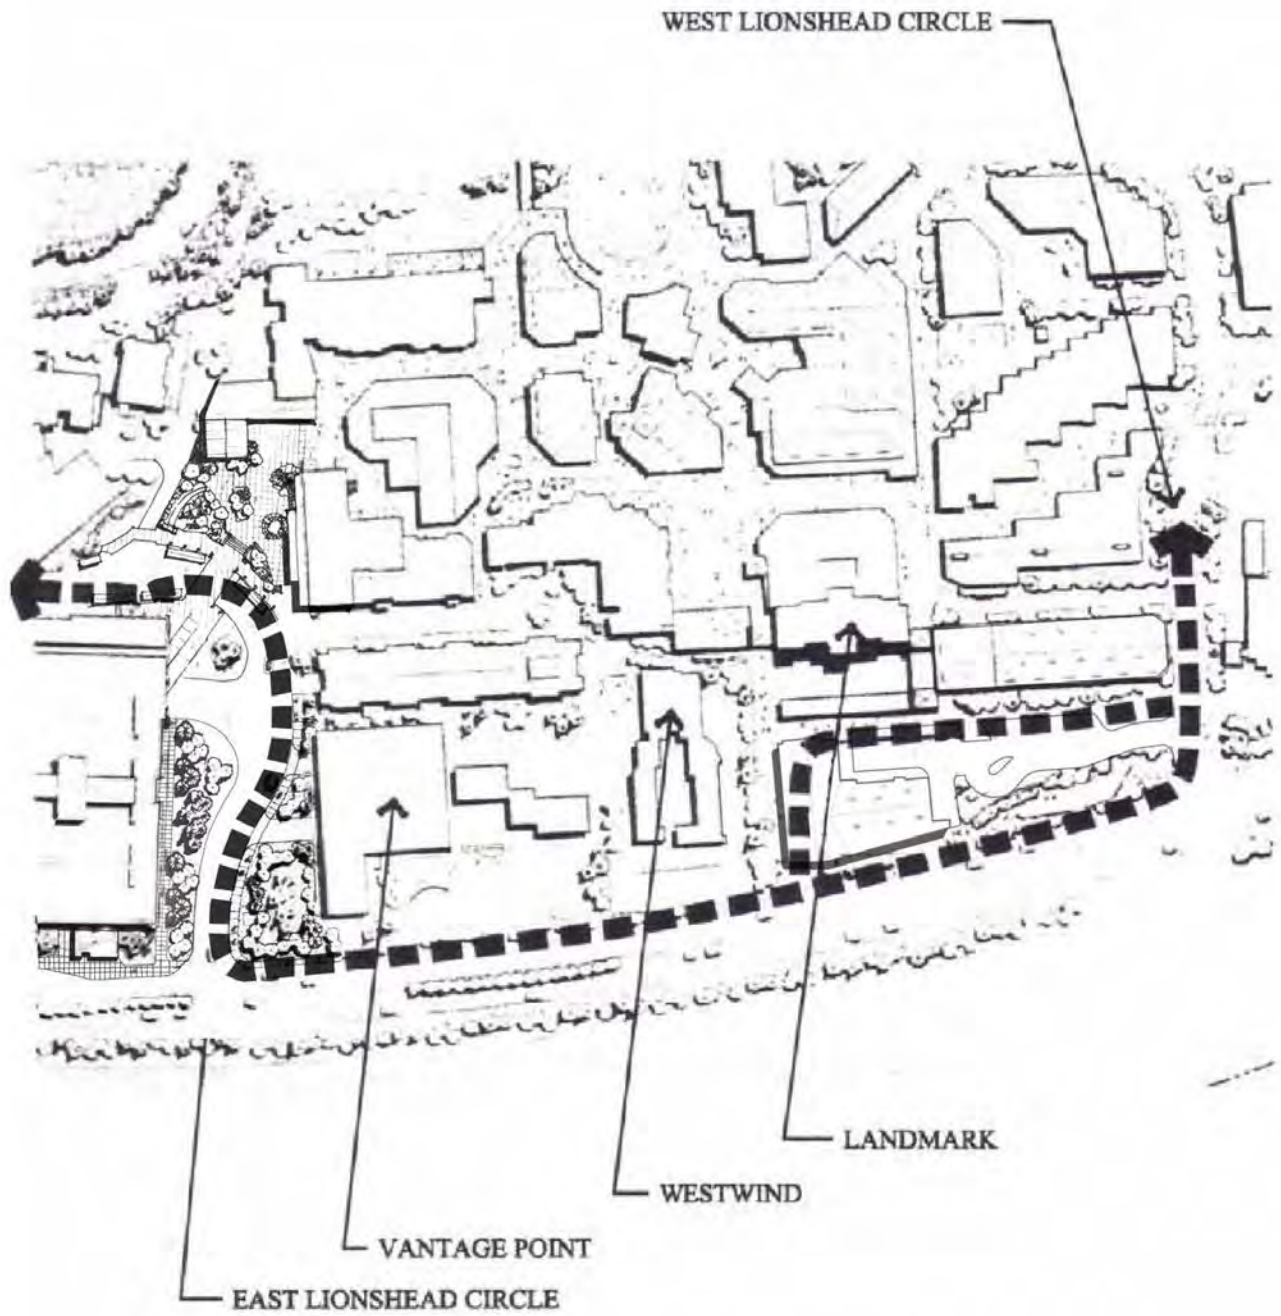 WEST LIONSHEAD CIRCLE
LANDMARK
WESTWIND
VANTAGE POINT
EAST LIONSHEAD CIRCLE